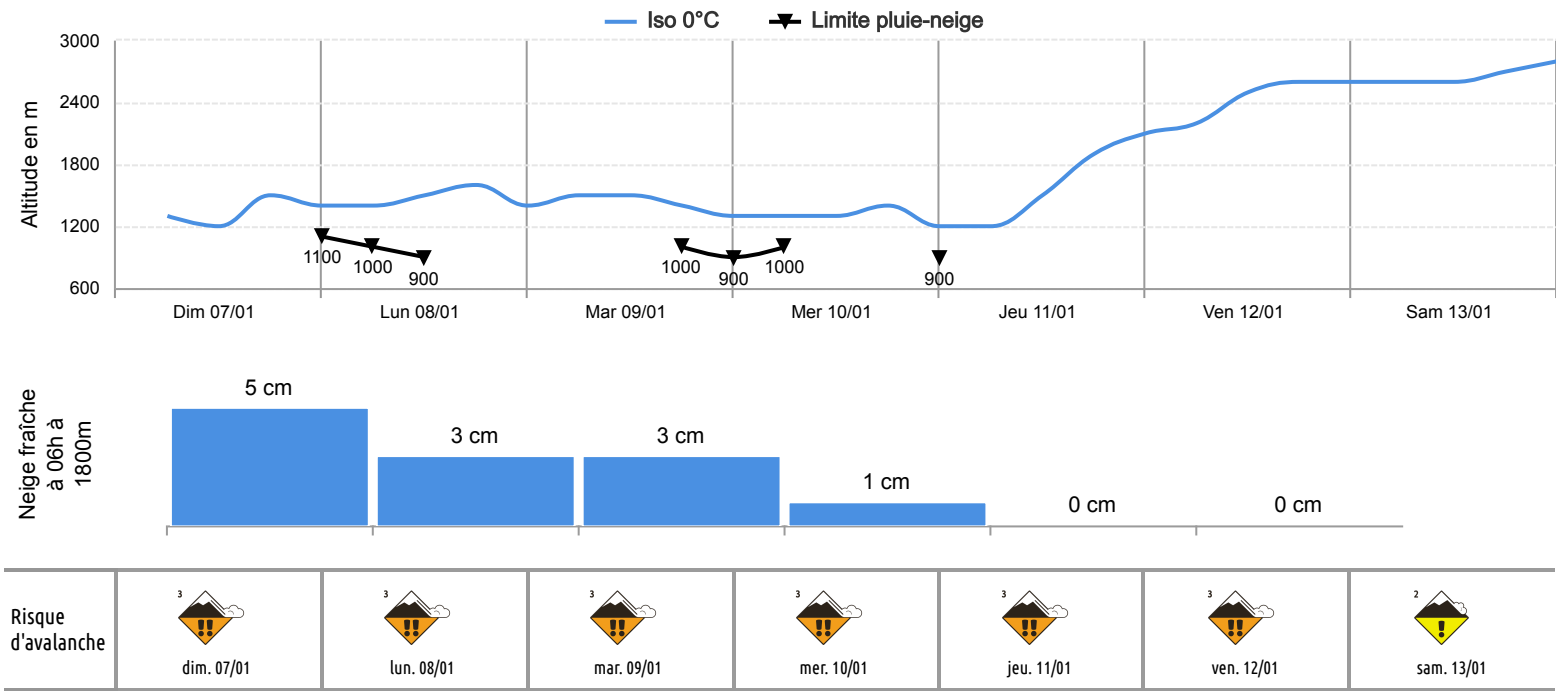 Iso 0°C
Limite pluie-neige
Altitude en m
3000
2400
1800
1200
600
1100
1000
900
1000
900
1000
900
Dim 07/01
Lun 08/01
Mar 09/01
Mer 10/01
Jeu 11/01
Ven 12/01
Sam 13/01
Neige fraîche
à 06h à
1800m
5 cm
3 cm
3 cm
1 cm
0 cm
0 cm
Risque
d'avalanche
3
!!
dim. 07/01
3
!!
lun. 08/01
3
!!
mar. 09/01
3
!!
mer. 10/01
3
!!
jeu. 11/01
3
!!
ven. 12/01
2
!
sam. 13/01